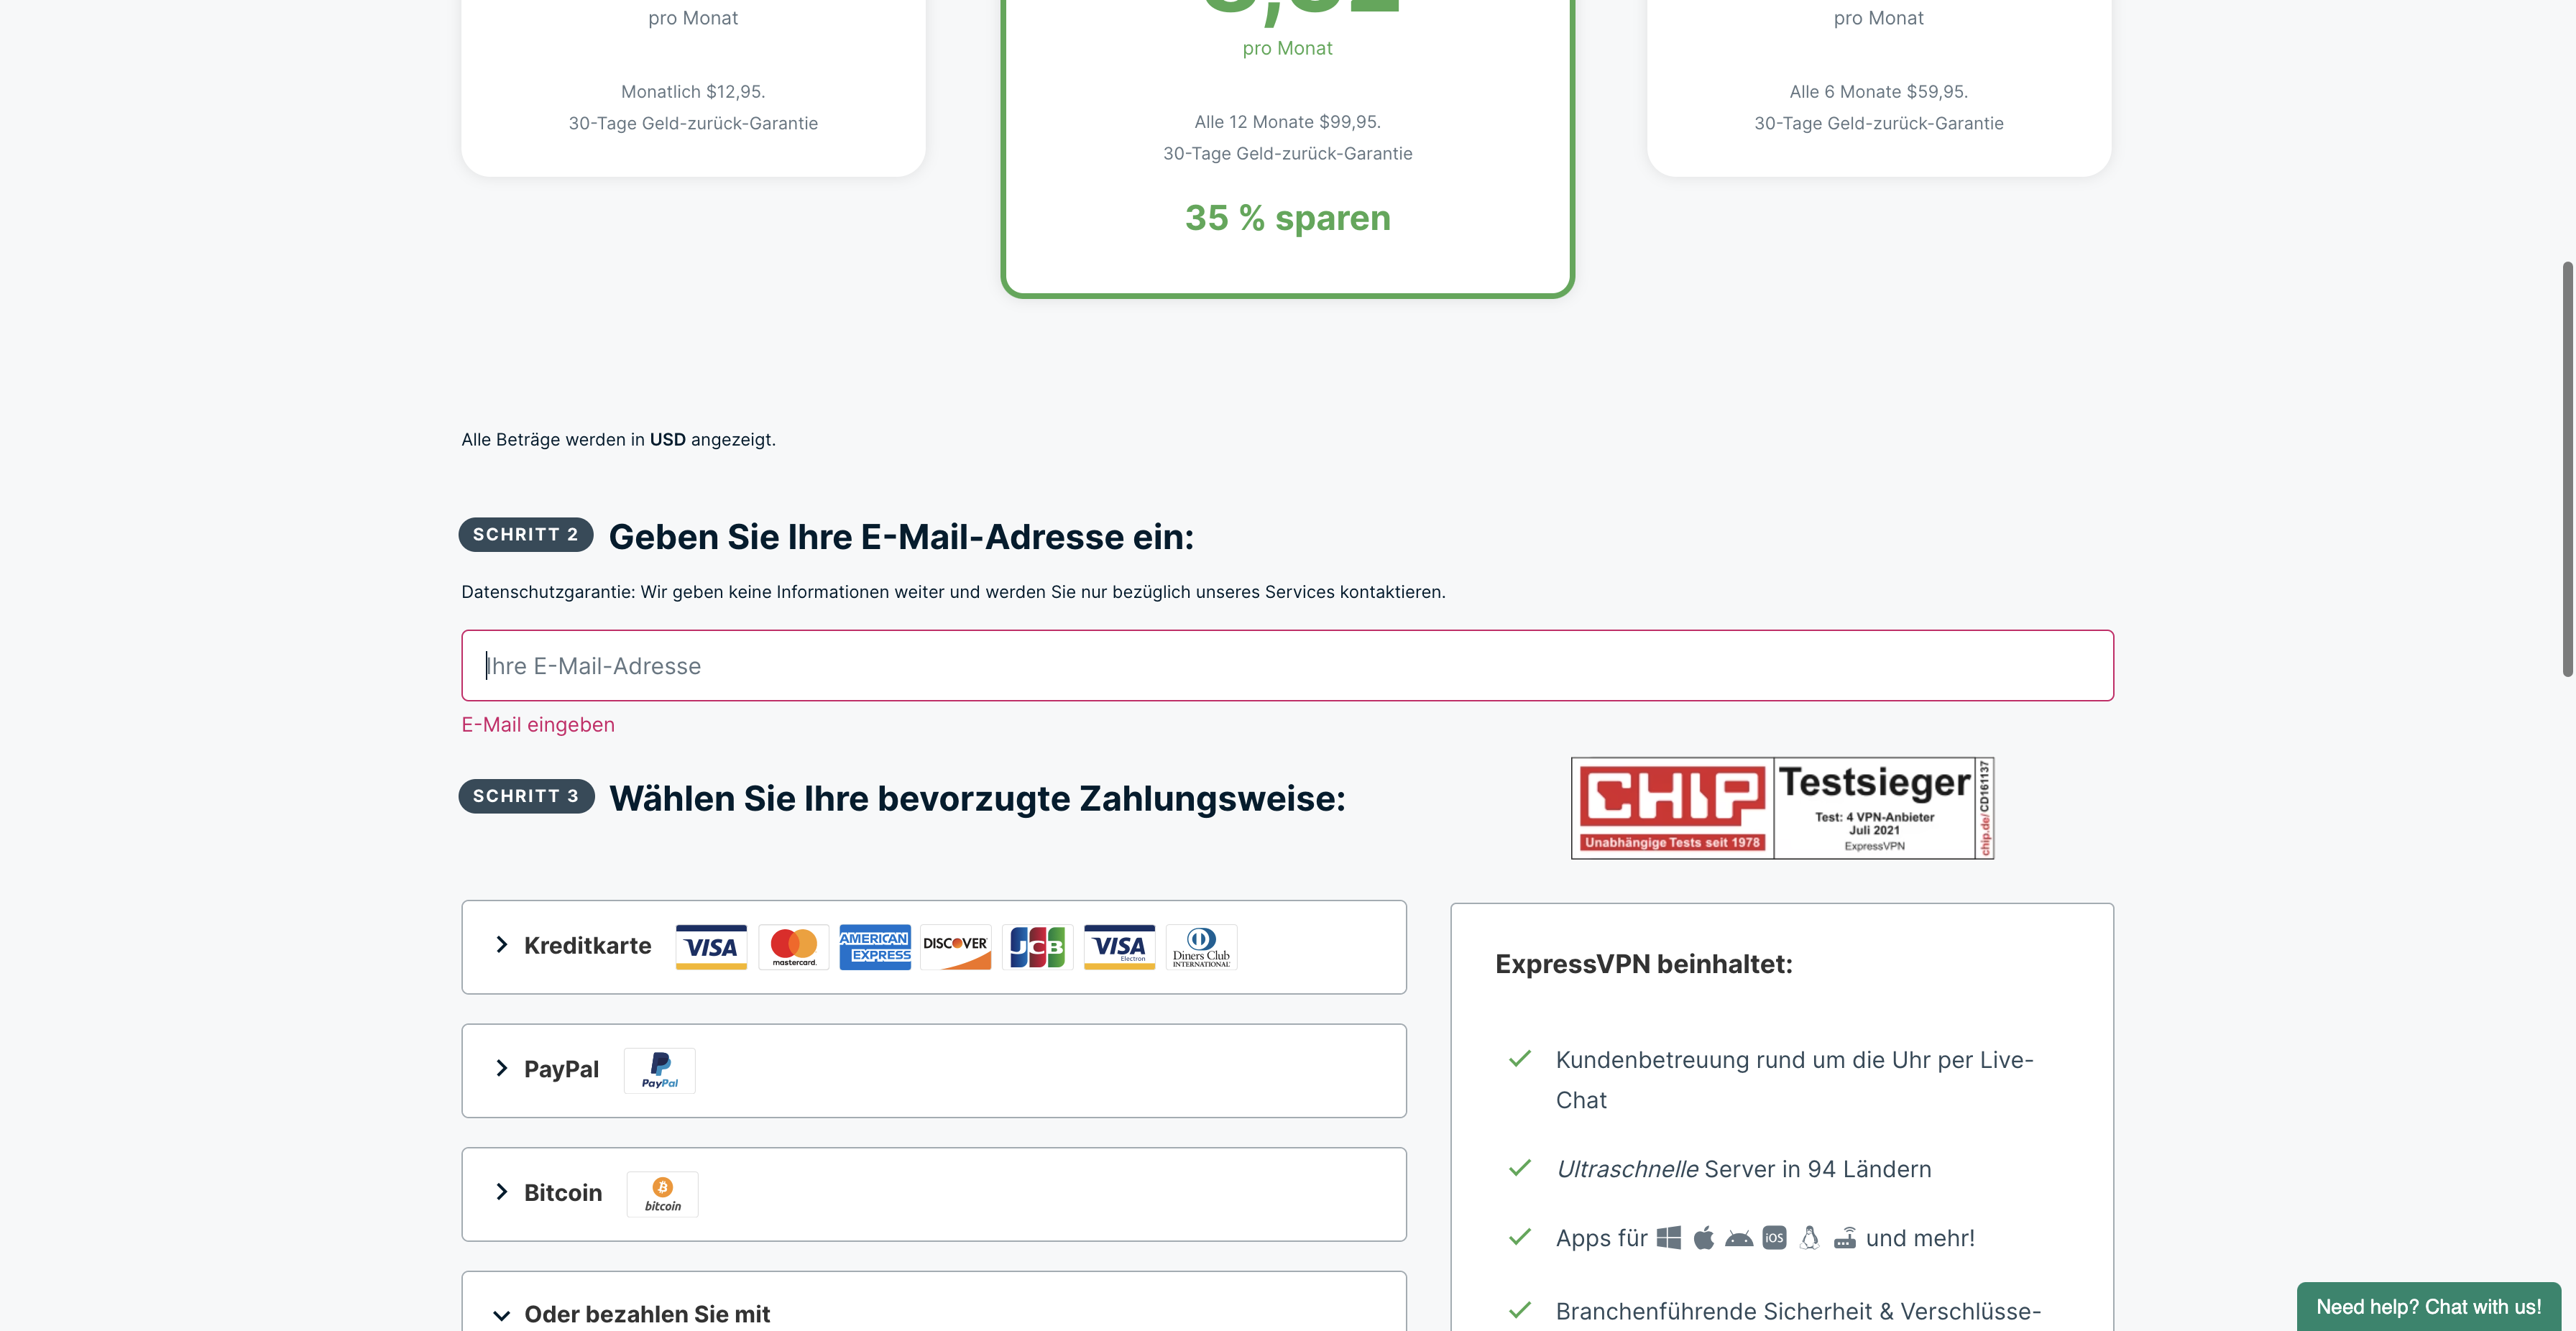 pro Monat
Monatlich $12,95.
30-Tage Geld-zurück-Garantie
pro Monat
Alle 12 Monate $99,95.
30-Tage Geld-zurück-Garantie
35 % sparen
pro Monat
Alle 6 Monate $59,95.
30-Tage Geld-zurück-Garantie
Alle Beträge werden in USD angezeigt.
SCHRITT 2 Geben Sie Ihre E-Mail-Adresse ein:
Datenschutzgarantie: Wir geben keine Informationen weiter und werden Sie nur bezüglich unseres Services kontaktieren.
Ihre E-Mail-Adresse
E-Mail eingeben
SCHRITT 3 Wählen Sie Ihre bevorzugte Zahlungsweise:
CHIP
Unabhängige Tests seit 1978
Testsieger
Test: 4 VPN-Anbieter
Juli 2021
ExpressVPN
chip.de/CD161137
Kreditkarte
VISA
mastercard.
AMERICAN
EXPRESS
DISCOVER
JCB
VISA
Electron
Diners Club
INTERNATIONAL
PayPal
PayPal
Bitcoin
bitcoin
Oder bezahlen Sie mit
ExpressVPN beinhaltet:
Kundenbetreuung rund um die Uhr per Live-
Chat
Ultraschnelle Server in 94 Ländern
Apps für iOS und mehr!
Branchenführende Sicherheit & Verschlüsse-
Need help? Chat with us!